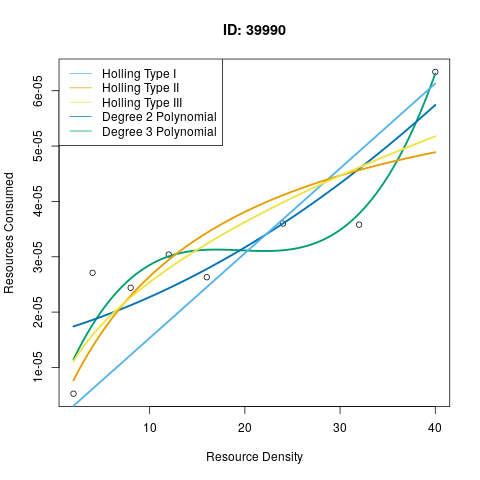 ID: 39990
Holling Type I
Holling Type II
Holling Type III
Degree 2 Polynomial
Degree 3 Polynomial
Resources Consumed
6e-05
5e-05
4e-05
3e-05
2e-05
1e-05
10 20 30 40
Resource Density